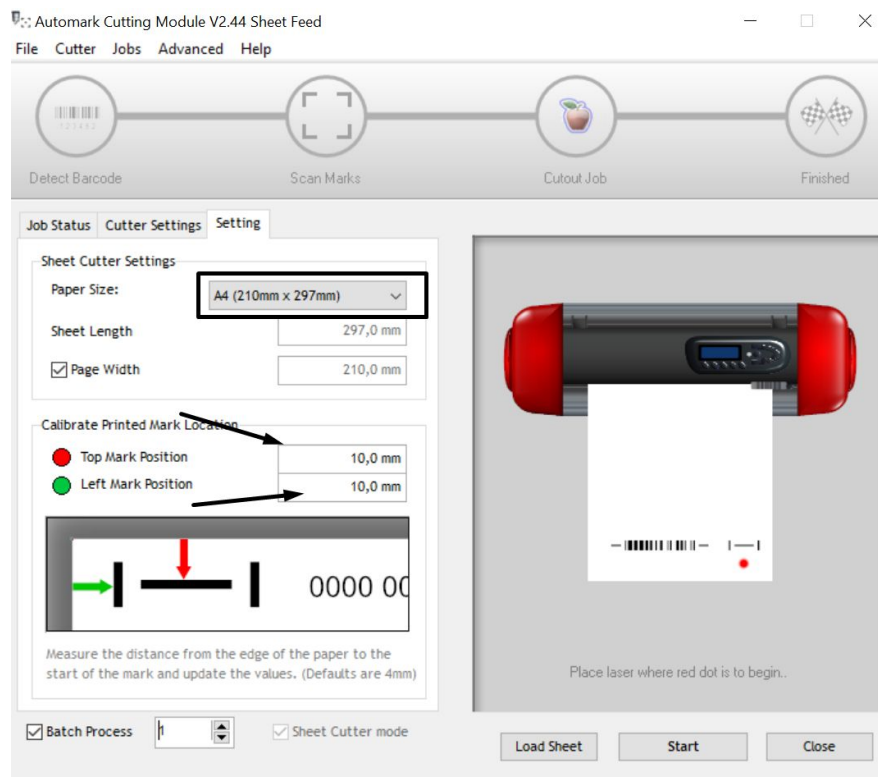 Automark Cutting Module V2.44 Sheet Feed
File Cutter Jobs Advanced Help
Detect Barcode Scan Marks Cutout Job Finished
Job Status Cutter Settings Setting
Sheet Cutter Settings
Paper Size: A4 (210mm x 297mm)
Sheet Length 297,0 mm
Page Width 210,0 mm
Calibrate Printed Mark Location
Top Mark Position 10,0 mm
Left Mark Position 10,0 mm
0000 00
Measure the distance from the edge of the paper to the
start of the mark and update the values. (Defaults are 4mm)
Place laser where red dot is to begin..
Batch Process 1 Sheet Cutter mode
Load Sheet Start Close